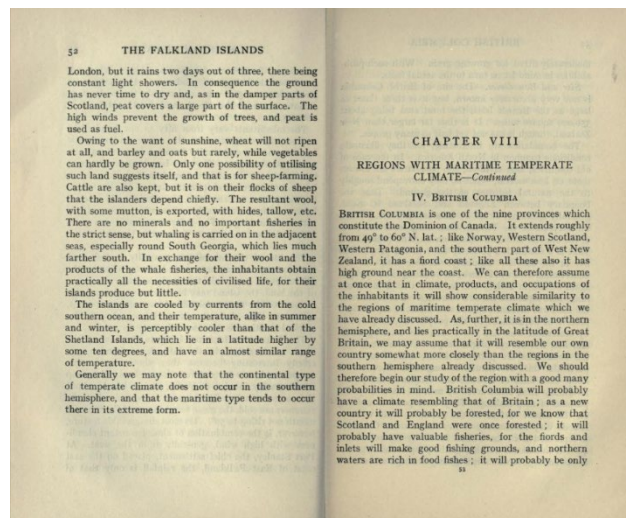 52 THE FALKLAND ISLANDS
London, but it rains two days out of three, there being
constant light showers. In consequence the ground
has never time to dry and, as in the damper parts of
Scotland, peat covers a large part of the surface. The
high winds prevent the growth of trees, and peat is
used as fuel.
Owing to the want of sunshine, wheat will not ripen
at all, and barley and oats but rarely, while vegetables
can hardly be grown. Only one possibility of utilising
such land suggests itself, and that is for sheep-farming.
Cattle are also kept, but it is on their flocks of sheep
that the islanders depend chiefly. The resultant wool,
with some mutton, is exported, with hides, tallow, etc.
There are no minerals and no important fisheries in
the strict sense, but whaling is carried on in the adjacent
seas, especially round South Georgia, which lies much
farther south. In exchange for their wool and the
products of the whale fisheries, the inhabitants obtain
practically all the necessities of civilised life, for their
islands produce but little.
The islands are cooled by currents from the cold
southern ocean, and their temperature, alike in summer
and winter, is perceptibly cooler than that of the
Shetland Islands, which lie in a latitude higher by
some ten degrees, and have an almost similar range
of temperature.
Generally we may note that the continental type
of temperate climate does not occur in the southern
hemisphere, and that the maritime type tends to occur
there in its extreme form.
CHAPTER VIII
REGIONS WITH MARITIME TEMPERATE
CLIMATE—Continued
IV. BRITISH COLUMBIA
BRITISH COLUMBIA is one of the nine provinces which
constitute the Dominion of Canada. It extends roughly
from 49° to 60° N. lat.; like Norway, Western Scotland,
Western Patagonia, and the southern part of West New
Zealand, it has a fiord coast; like all these also it has
high ground near the coast. We can therefore assume
at once that in climate, products, and occupations of
the inhabitants it will show considerable similarity to
the regions of maritime temperate climate which we
have already discussed. As, further, it is in the northern
hemisphere, and lies practically in the latitude of Great
Britain, we may assume that it will resemble our own
country somewhat more closely than the regions in the
southern hemisphere already discussed. We should
therefore begin our study of the region with a good many
probabilities in mind. British Columbia will probably
have a climate resembling that of Britain; as a new
country it will probably be forested, for we know that
Scotland and England were once forested; it will
probably have valuable fisheries, for the fiords and
inlets will make good fishing grounds, and northern
waters are rich in food fishes; it will probably be only